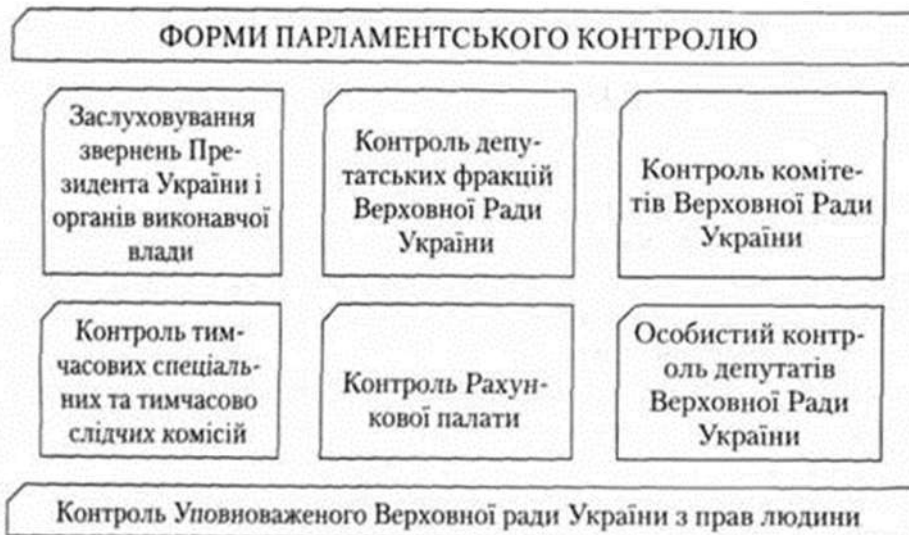 ФОРМИ ПАРЛАМЕНТСЬКОГО КОНТРОЛЮ
Заслуховування
звернень Пре-
зидента України і
органів виконавчої
влади
Контроль депу-
татських фракцій
Верховної Ради
України
Контроль коміте-
тів Верховної Ради
України
Контроль тим-
часових спеціаль-
них та тимчасово
слідчих комісій
Контроль Рахун-
кової палати
Особистий контр-
оль депутатів
Верховної Ради
України
Контроль Уповноваженого Верховної ради України з прав людини